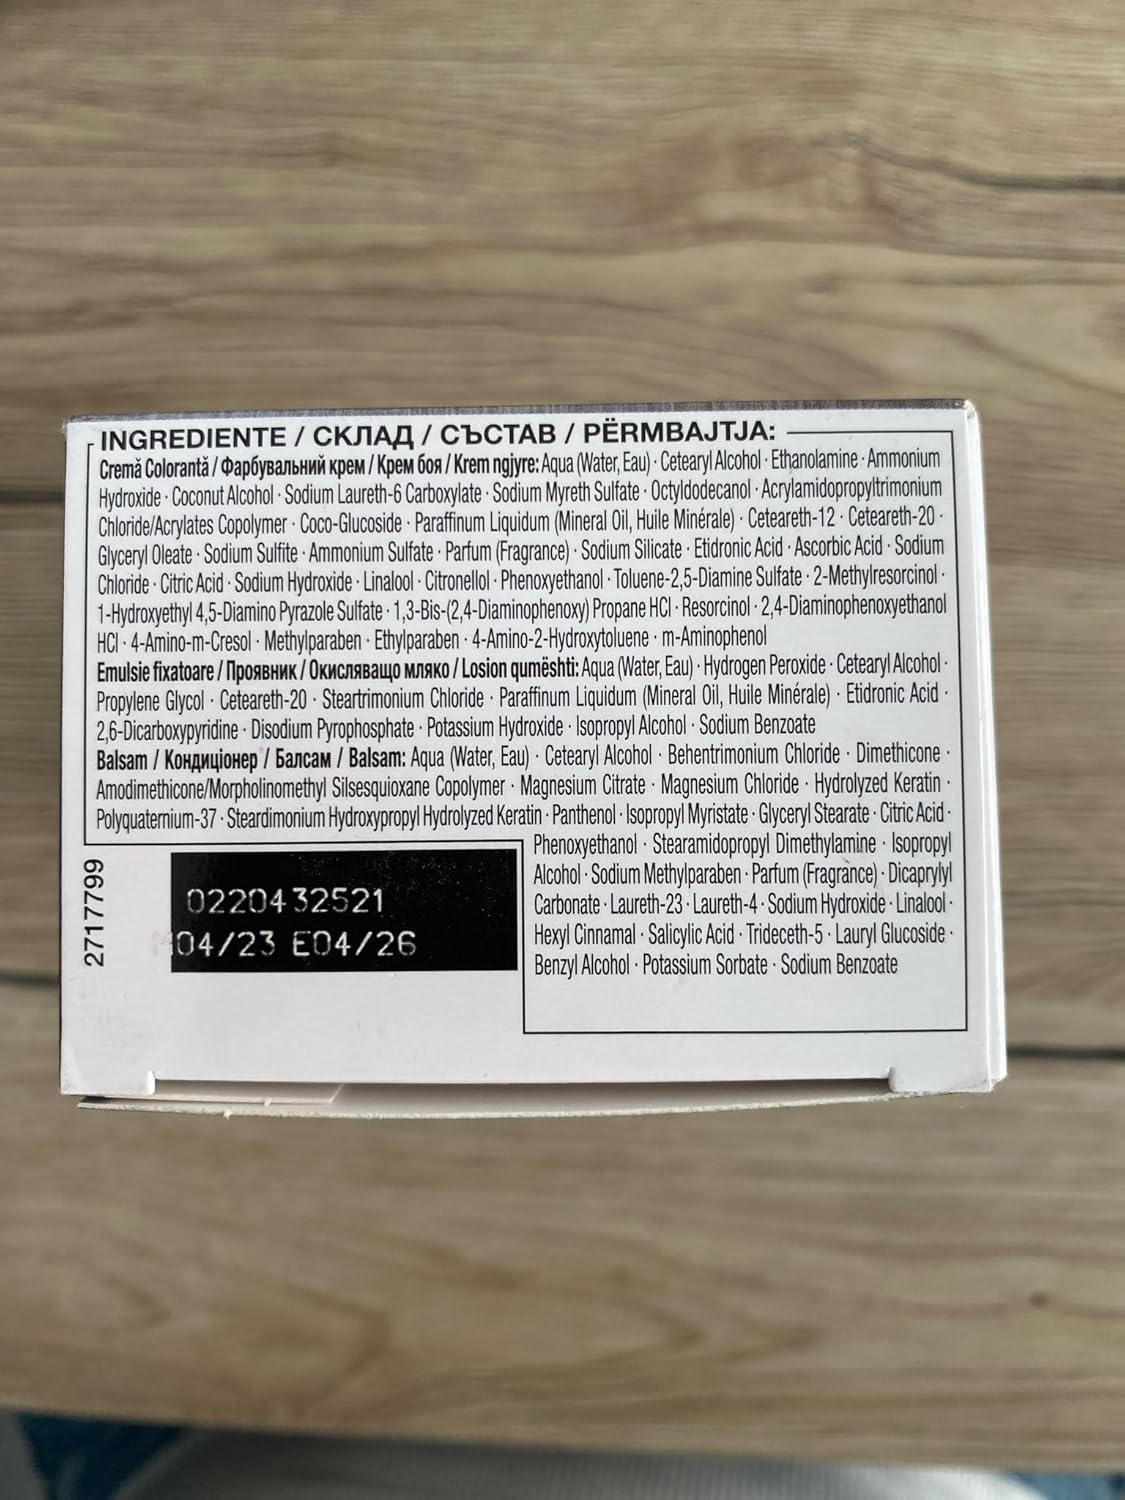 INGREDIENTE / СКЛАД / СЪСТАВ / PËRMBAJTJA:
Cremă Colorantă / Фарбувальний крем / Крем боя / Krem ngjyre: Aqua (Water, Eau) · Cetearyl Alcohol · Ethanolamine · Ammonium
Hydroxide · Coconut Alcohol · Sodium Laureth-6 Carboxylate · Sodium Myreth Sulfate · Octyldodecanol · Acrylamidopropyltrimonium
Chloride/Acrylates Copolymer · Coco-Glucoside · Paraffinum Liquidum (Mineral Oil, Huile Minérale) · Ceteareth-12 · Ceteareth-20 ·
Glyceryl Oleate · Sodium Sulfite · Ammonium Sulfate · Parfum (Fragrance) · Sodium Silicate · Etidronic Acid · Ascorbic Acid · Sodium
Chloride · Citric Acid · Sodium Hydroxide · Linalool · Citronellol · Phenoxyethanol · Toluene-2,5-Diamine Sulfate · 2-Methylresorcinol ·
1-Hydroxyethyl 4,5-Diamino Pyrazole Sulfate · 1,3-Bis-(2,4-Diaminophenoxy) Propane HCl · Resorcinol · 2,4-Diaminophenoxyethanol
HCl · 4-Amino-m-Cresol · Methylparaben · Ethylparaben · 4-Amino-2-Hydroxytoluene · m-Aminophenol
Emulsie fixatoare / Проявник / Окисляващо мляко / Losion qumështi: Aqua (Water, Eau) · Hydrogen Peroxide · Cetearyl Alcohol ·
Propylene Glycol · Ceteareth-20 · Steartrimonium Chloride · Paraffinum Liquidum (Mineral Oil, Huile Minérale) · Etidronic Acid ·
2,6-Dicarboxypyridine · Disodium Pyrophosphate · Potassium Hydroxide · Isopropyl Alcohol · Sodium Benzoate
Balsam / Кондиціонер / Балсам / Balsam: Aqua (Water, Eau) · Cetearyl Alcohol · Behentrimonium Chloride · Dimethicone ·
Amodimethicone/Morpholinomethyl Silsesquioxane Copolymer · Magnesium Citrate · Magnesium Chloride · Hydrolyzed Keratin ·
Polyquaternium-37 · Steardimonium Hydroxypropyl Hydrolyzed Keratin · Panthenol · Isopropyl Myristate · Glyceryl Stearate · Citric Acid ·
Phenoxyethanol · Stearamidopropyl Dimethylamine · Isopropyl
Alcohol · Sodium Methylparaben · Parfum (Fragrance) · Dicaprylyl
Carbonate · Laureth-23 · Laureth-4 · Sodium Hydroxide · Linalool ·
Hexyl Cinnamal · Salicylic Acid · Trideceth-5 · Lauryl Glucoside ·
Benzyl Alcohol · Potassium Sorbate · Sodium Benzoate
2717799
0220432521
04/23 E04/26